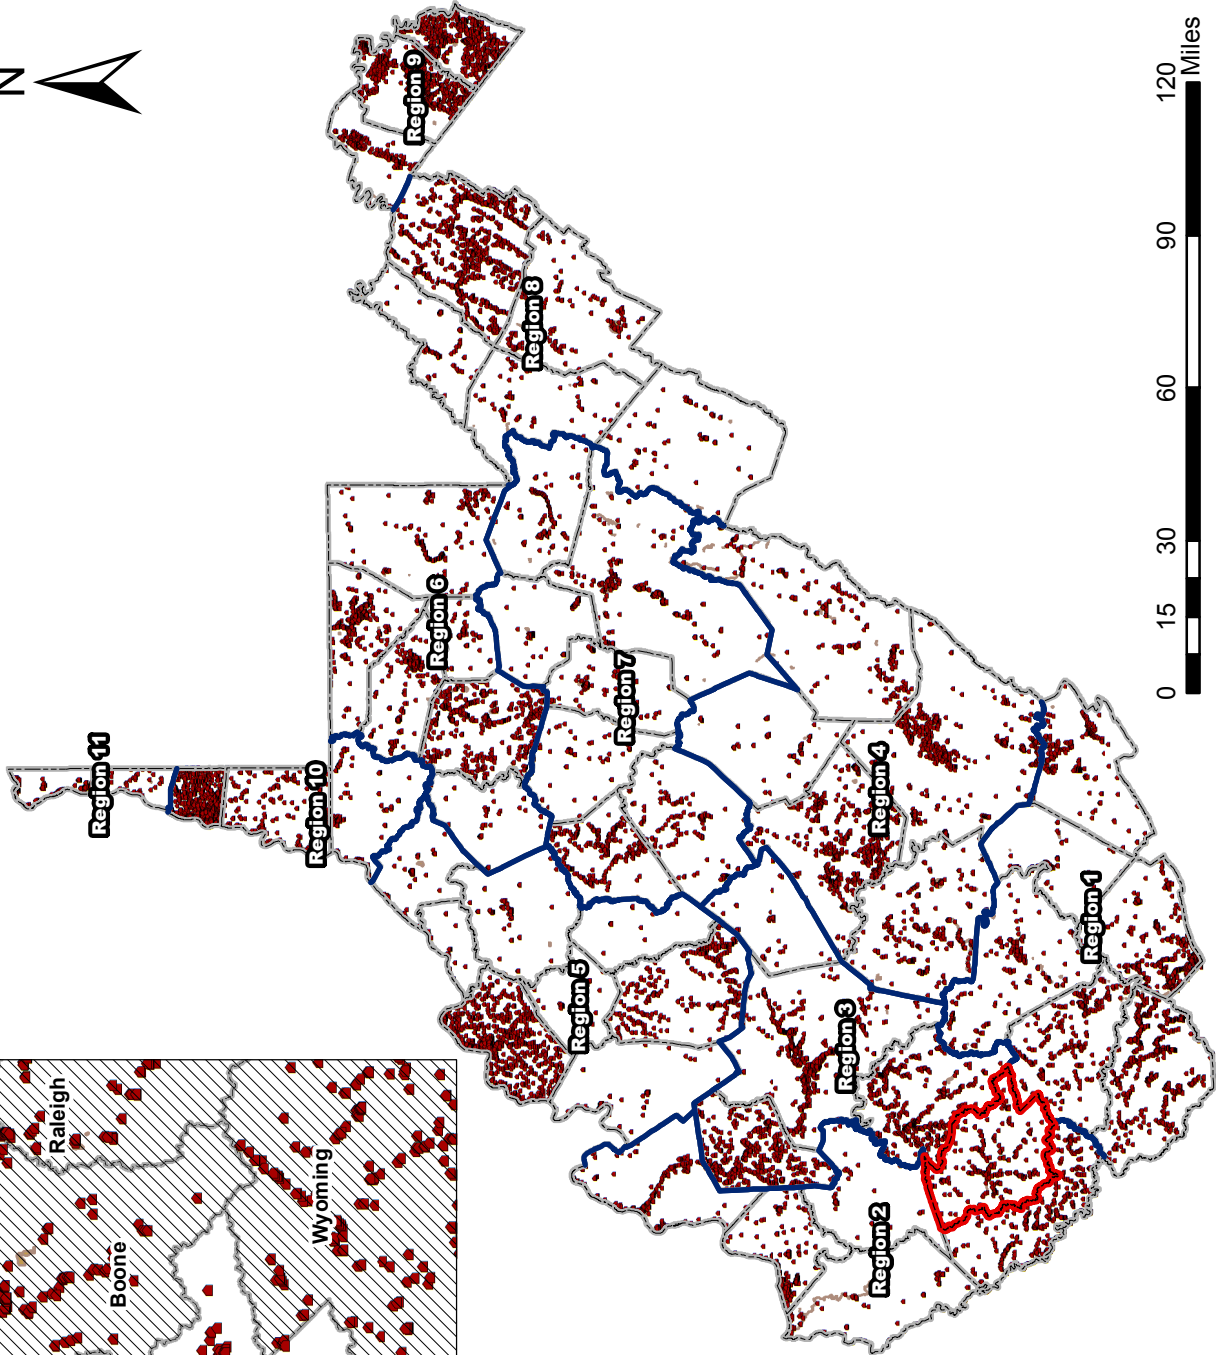 N
Region 9
Region 8
Region 6
Region 11
Region 10
Region 7
Region 4
Region 5
Region 3
Region 1
Region 2
Raleigh
Boone
Wyoming
0 15 30 60 90 120
Miles